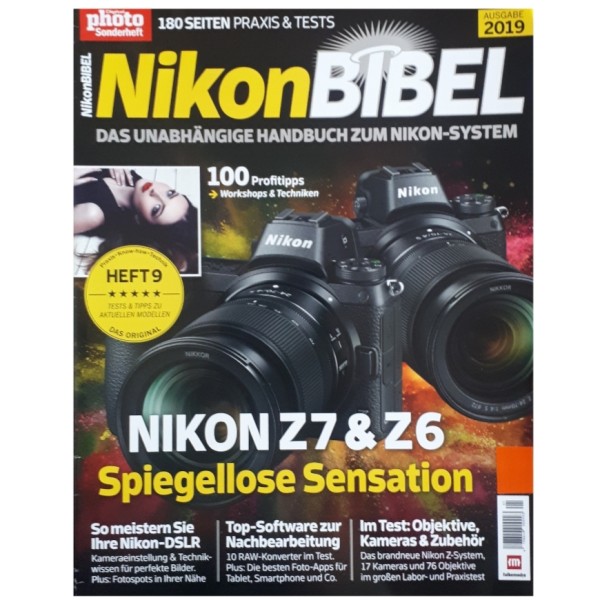 photo
Sonderheft
180 SEITEN PRAXIS & TESTS
AUSGABE
2019
NikonBIBEL
NikonBIBEL
DAS UNABHÄNGIGE HANDBUCH ZUM NIKON-SYSTEM
100 Profitipps
→ Workshops & Techniken
Nikon
Nikon
HEFT 9
★★★★★
TESTS & TIPPS ZU
AKTUELLEN MODELLEN
DAS ORIGINAL
NIKKOR
NIKKOR
NIKON Z7 & Z6
Spiegellose Sensation
So meistern Sie
Ihre Nikon-DSLR
Kameraeinstellung & Technik-
wissen für perfekte Bilder.
Plus: Fotospots in Ihrer Nähe
Top-Software zur
Nachbearbeitung
10 RAW-Konverter im Test.
Plus: Die besten Foto-Apps für
Tablet, Smartphone und Co.
Im Test: Objektive,
Kameras & Zubehör
Das brandneue Nikon Z-System,
17 Kameras und 76 Objektive
im großen Labor- und Praxistest
falkemedia